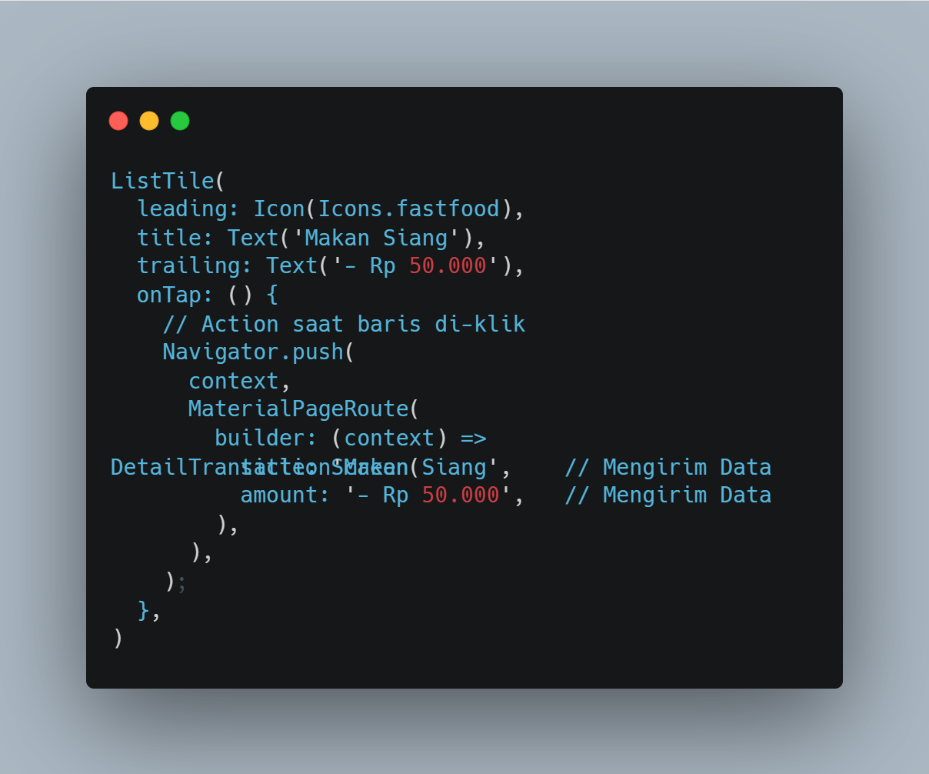 ListTile(
  leading: Icon(Icons.fastfood),
  title: Text('Makan Siang'),
  trailing: Text('- Rp 50.000'),
  onTap: () {
    // Action saat baris di-klik
    Navigator.push(
      context,
      MaterialPageRoute(
        builder: (context) =>
DetailTransactionScreen(
          title: 'Makan Siang',    // Mengirim Data
          amount: '- Rp 50.000',   // Mengirim Data
        ),
      ),
    );
  },
)